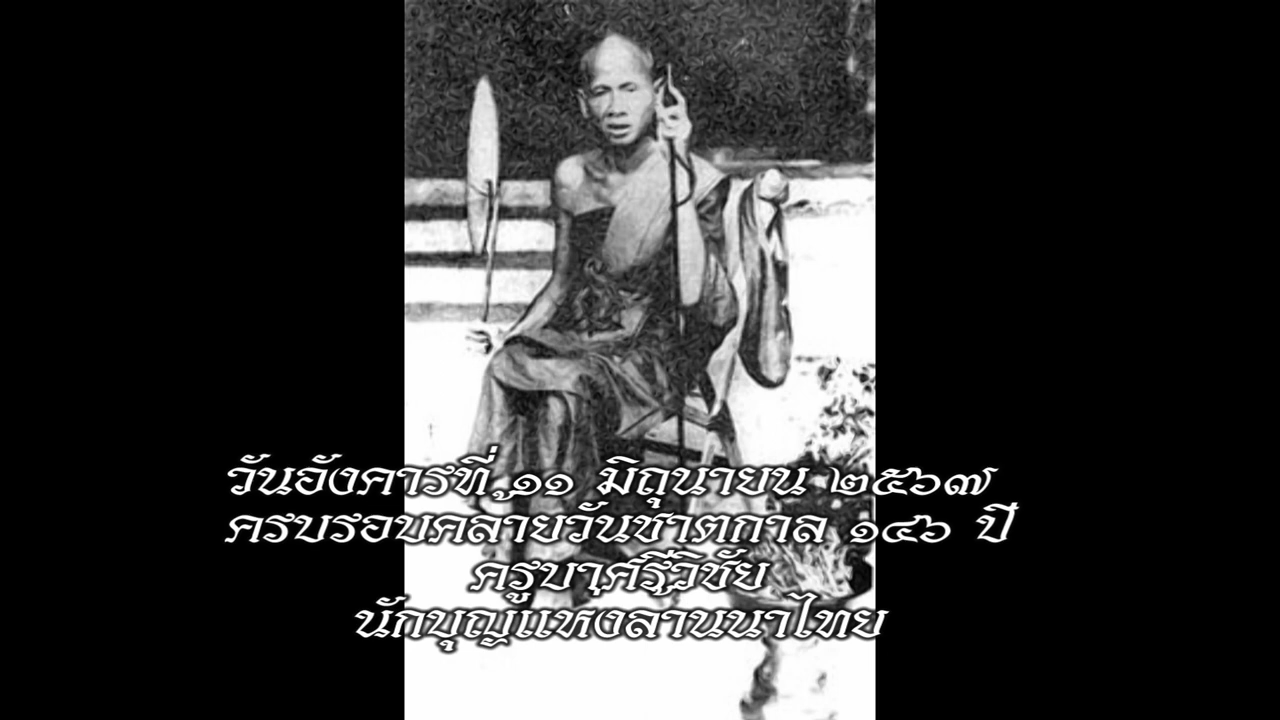 วันอังคารที่ ๑๑ มิถุนายน ๒๕๖๗
ครบรอบคล้ายวันชาตกาล ๑๔๖ ปี
ครูบาศรีวิชัย
นักบุญแห่งลานนาไทย